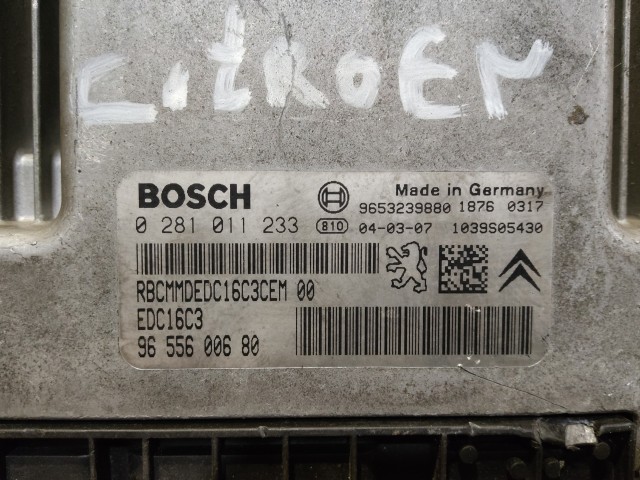 CitROEN
BOSCH
Made in Germany
9653239880 1876 0317
0 281 011 233 810 04-03-07 1039S05430
RBCMMDEDC16C3CEM 00
EDC16C3
96 556 006 80